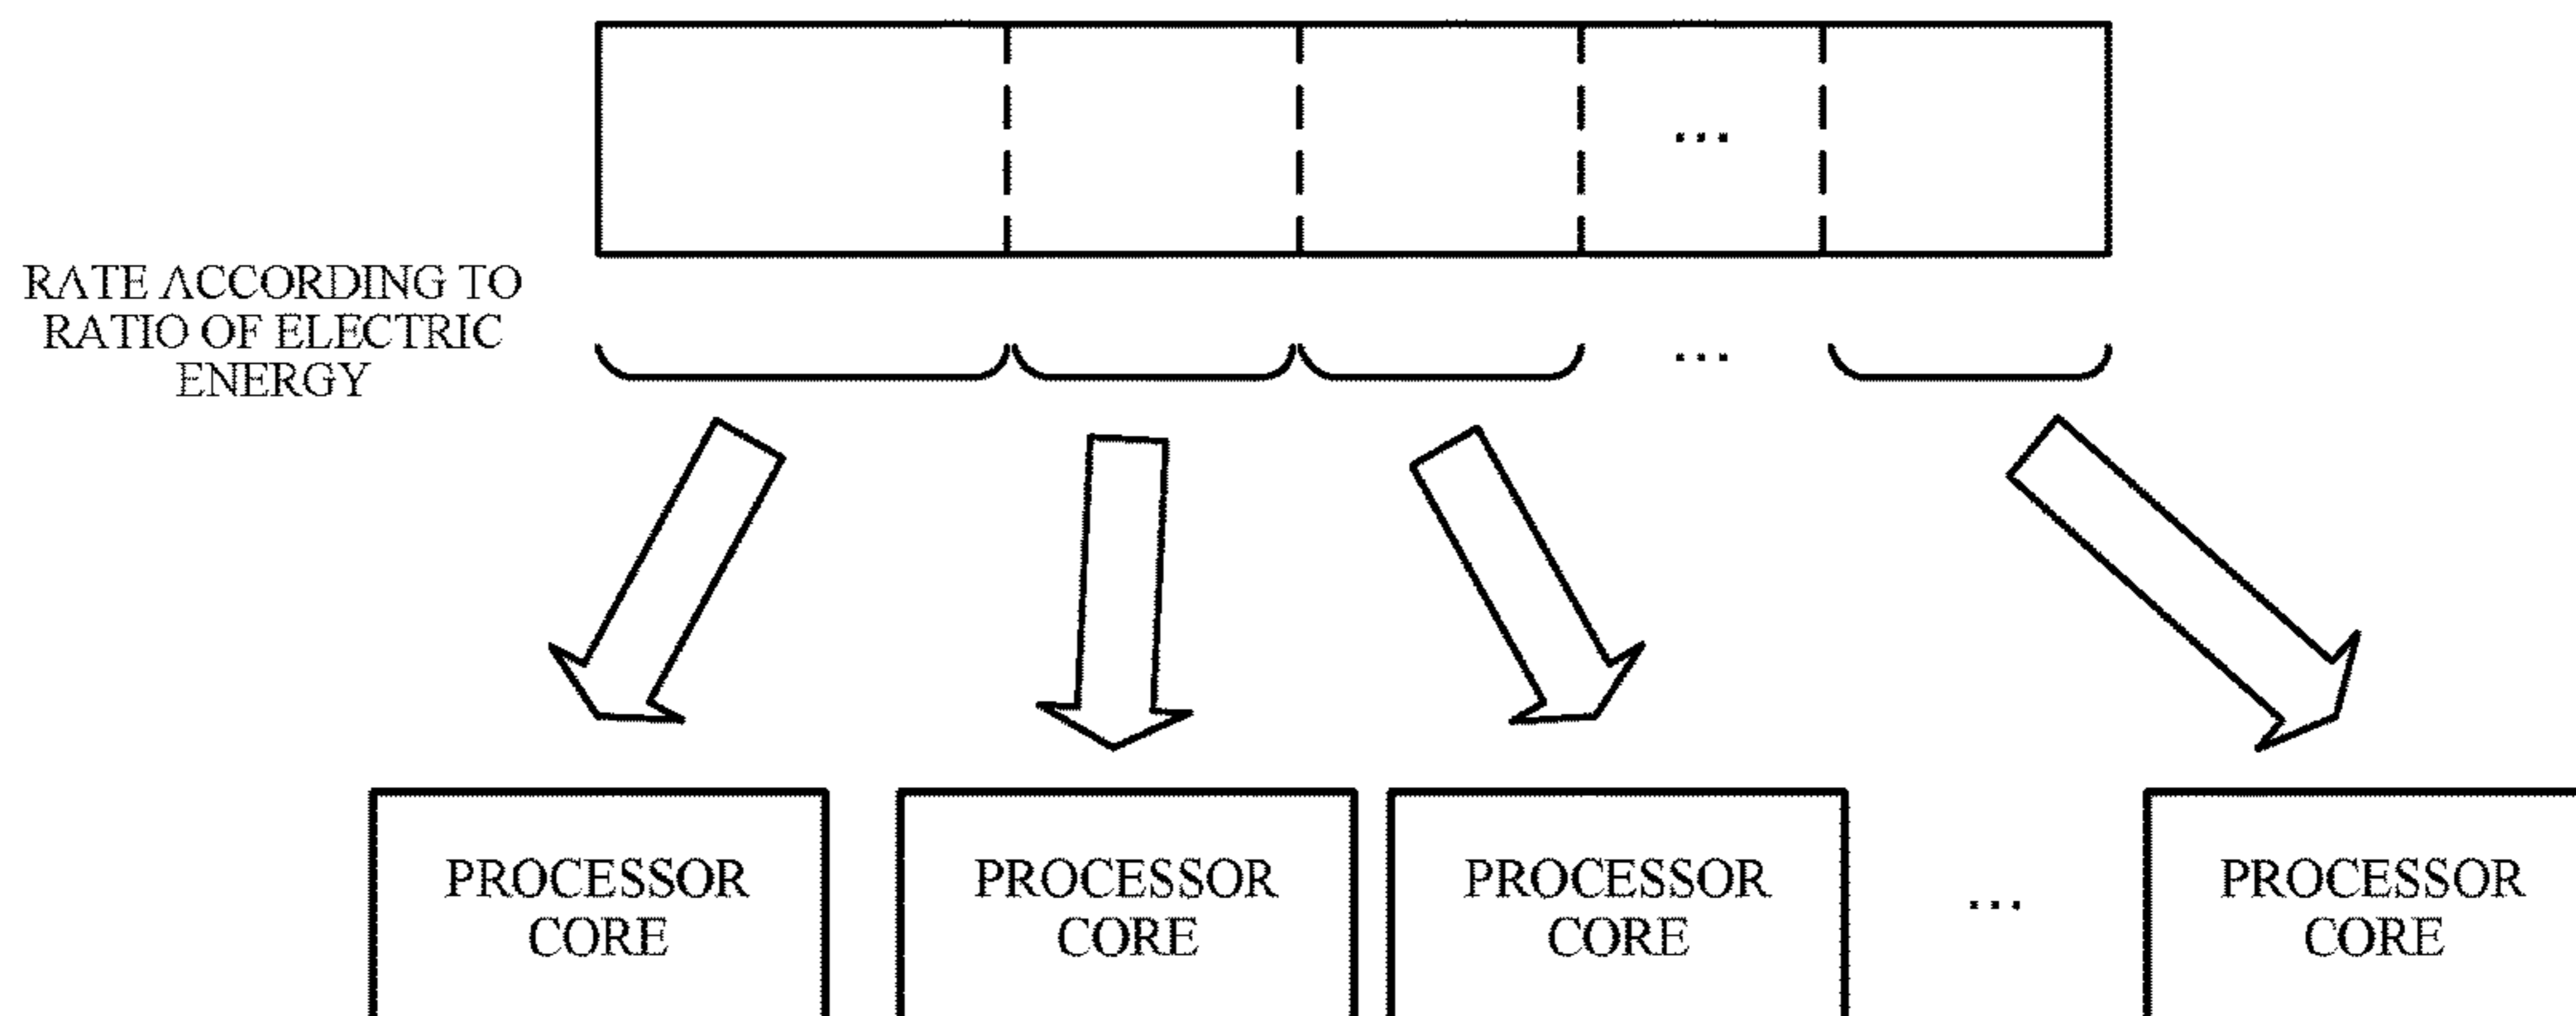 ...
RATE ACCORDING TO
RATIO OF ELECTRIC
ENERGY
...
PROCESSOR
CORE
PROCESSOR
CORE
PROCESSOR
CORE
...
PROCESSOR
CORE